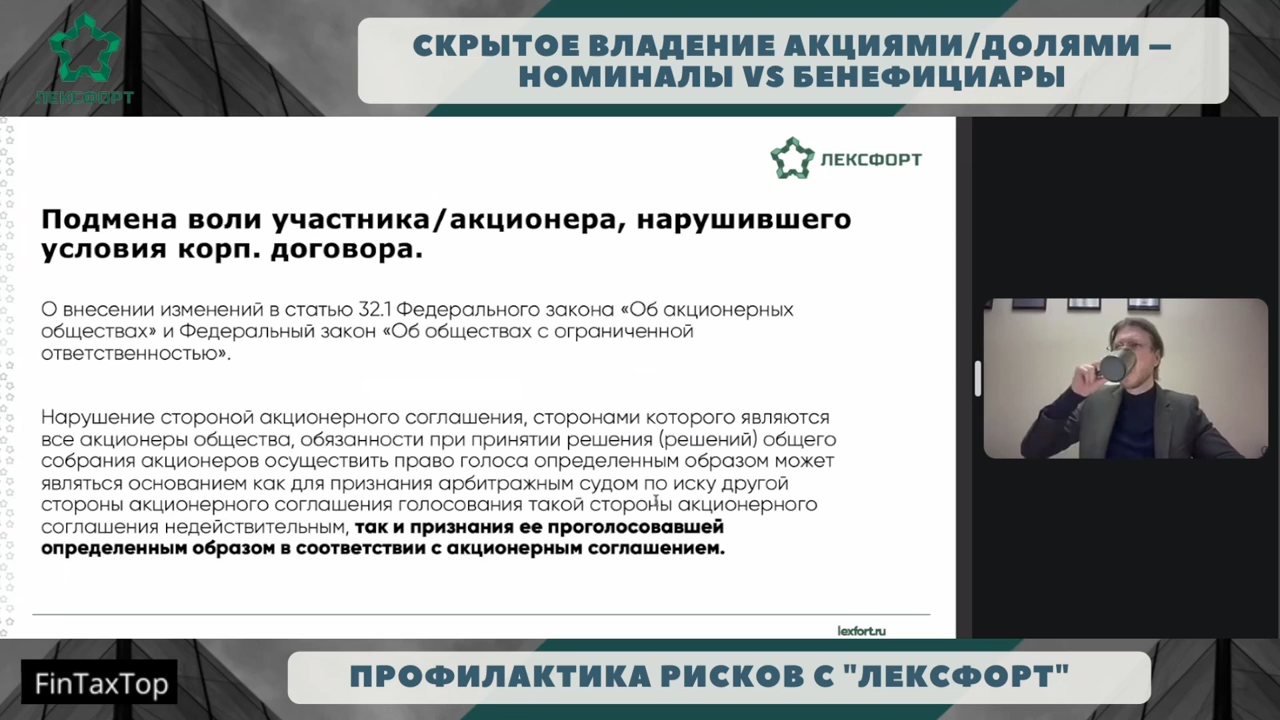 ЛЕКСФОРТ
СКРЫТОЕ ВЛАДЕНИЕ АКЦИЯМИ/ДОЛЯМИ –
НОМИНАЛЫ VS БЕНЕФИЦИАРЫ
ЛЕКСФОРТ
Подмена воли участника/акционера, нарушившего
условия корп. договора.
О внесении изменений в статью 32.1 Федерального закона «Об акционерных
обществах» и Федеральный закон «Об обществах с ограниченной
ответственностью».
Нарушение стороной акционерного соглашения, сторонами которого являются
все акционеры общества, обязанности при принятии решения (решений) общего
собрания акционеров осуществить право голоса определенным образом может
являться основанием как для признания арбитражным судом по иску другой
стороны акционерного соглашения голосования такой стороны акционерного
соглашения недействительным, так и признания ее проголосовавшей
определенным образом в соответствии с акционерным соглашением.
lexfort.ru
FinTaxTop
ПРОФИЛАКТИКА РИСКОВ С "ЛЕКСФОРТ"